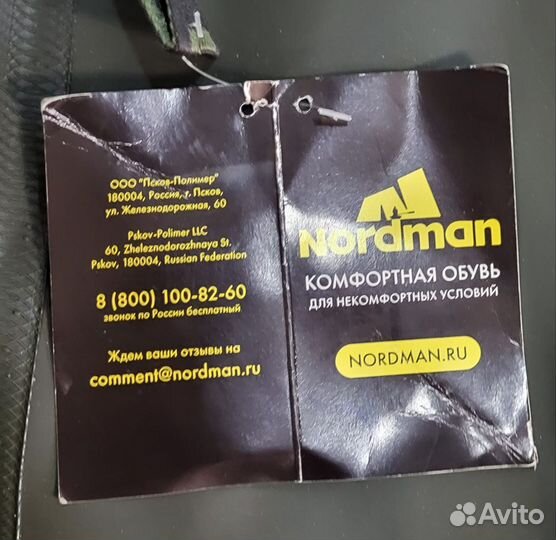 ООО "Псков-Полимер"
180004, Россия, г. Псков,
ул. Железнодорожная, 60
Pskov-Polimer LLC
60, Zheleznodorozhnaya St.
Pskov, 180004, Russian Federation
8 (800) 100-82-60
звонок по России бесплатный
Ждем ваши отзывы на
comment@nordman.ru
Nordman
КОМФОРТНАЯ ОБУВЬ
ДЛЯ НЕКОМФОРТНЫХ УСЛОВИЙ
NORDMAN.RU
Avito